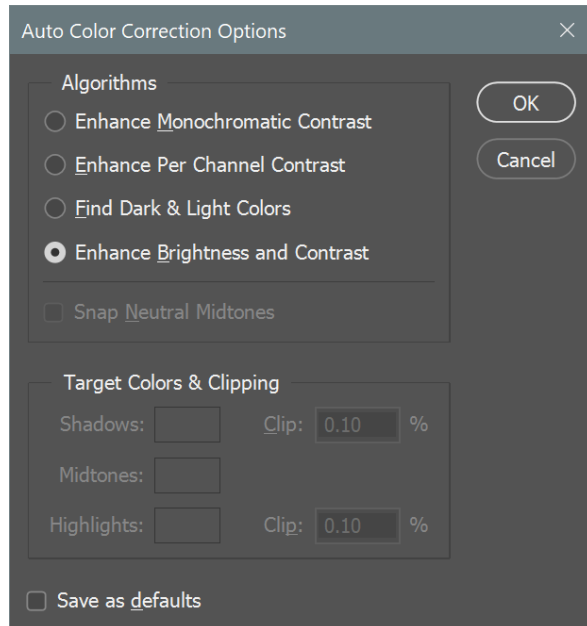 Auto Color Correction Options
Algorithms
Enhance Monochromatic Contrast
Enhance Per Channel Contrast
Find Dark & Light Colors
Enhance Brightness and Contrast
Snap Neutral Midtones
OK
Cancel
Target Colors & Clipping
Shadows: Clip: 0.10 %
Midtones:
Highlights: Clip: 0.10 %
Save as defaults